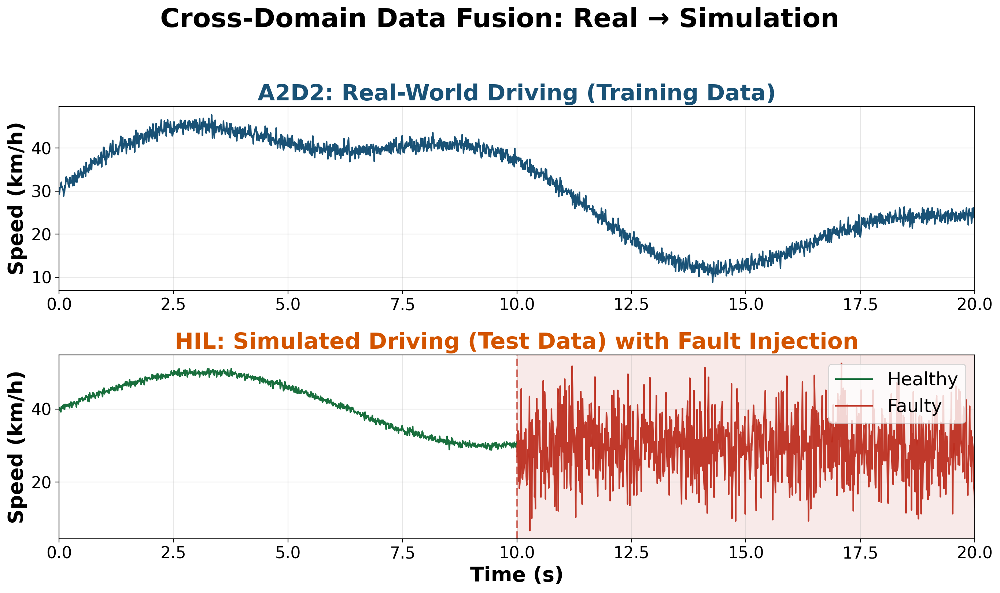 Cross-Domain Data Fusion: Real → Simulation
A2D2: Real-World Driving (Training Data)
Speed (km/h)
40
30
20
10
0.0 2.5 5.0 7.5 10.0 12.5 15.0 17.5 20.0
HIL: Simulated Driving (Test Data) with Fault Injection
Speed (km/h)
40
20
Healthy
Faulty
0.0 2.5 5.0 7.5 10.0 12.5 15.0 17.5 20.0
Time (s)